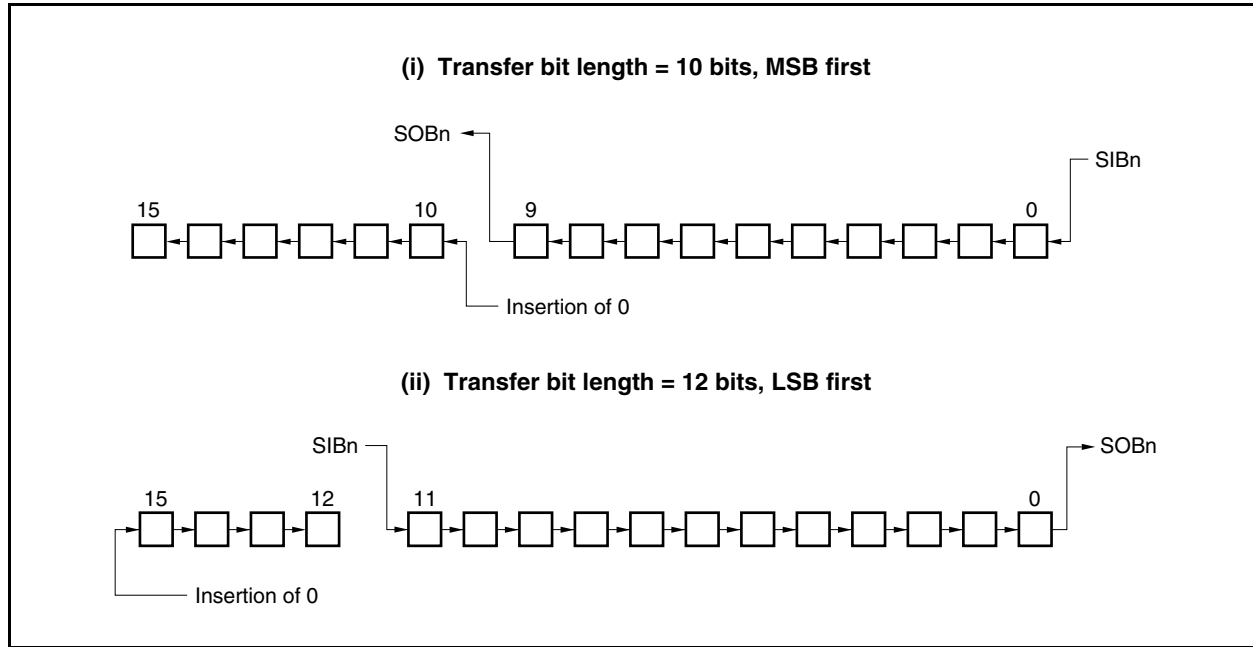 (i) Transfer bit length = 10 bits, MSB first
SOBn
SIBn
15 10 9 0
Insertion of 0
(ii) Transfer bit length = 12 bits, LSB first
SIBn SOBn
15 12 11 0
Insertion of 0